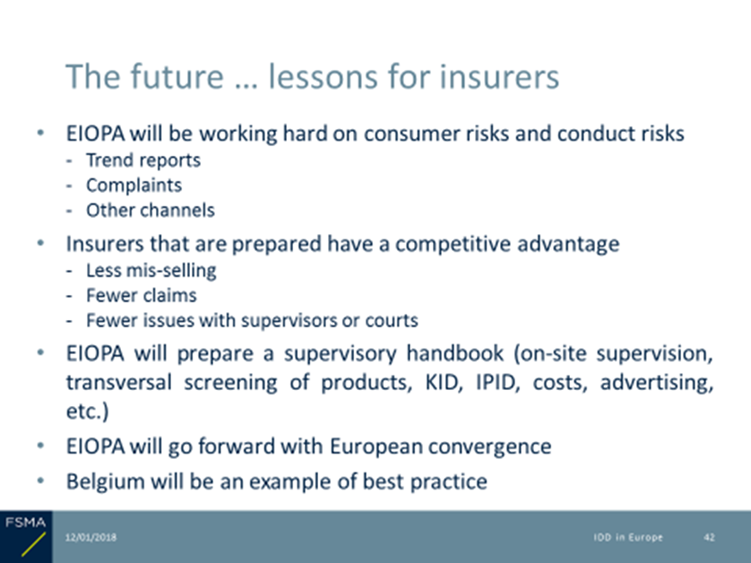 The future ... lessons for insurers
• EIOPA will be working hard on consumer risks and conduct risks
- Trend reports
- Complaints
- Other channels
• Insurers that are prepared have a competitive advantage
- Less mis-selling
- Fewer claims
- Fewer issues with supervisors or courts
• EIOPA will prepare a supervisory handbook (on-site supervision,
transversal screening of products, KID, IPID, costs, advertising,
etc.)
• EIOPA will go forward with European convergence
• Belgium will be an example of best practice
FSMA
12/01/2018
IDD in Europe
42